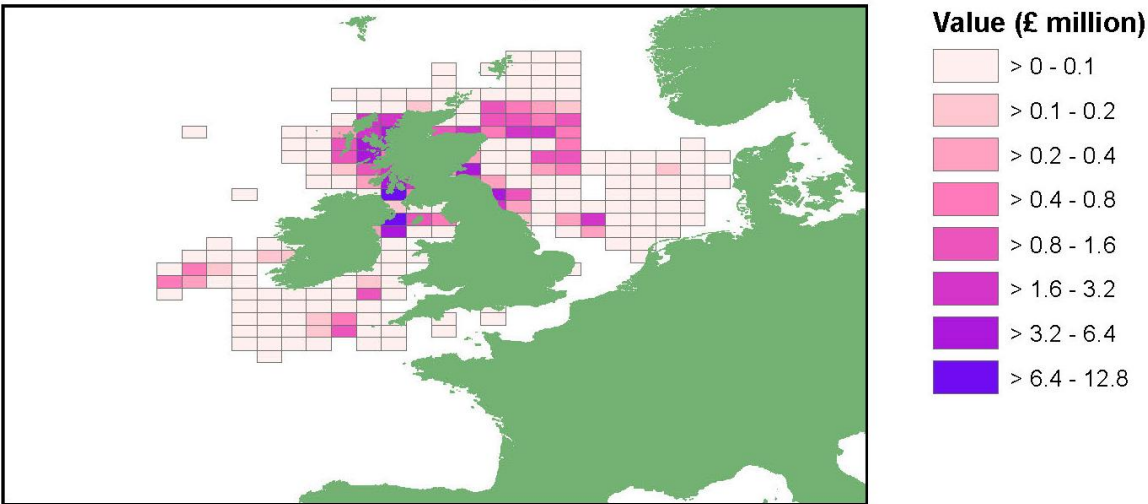 Value (£ million)
> 0 - 0.1
> 0.1 - 0.2
> 0.2 - 0.4
> 0.4 - 0.8
> 0.8 - 1.6
> 1.6 - 3.2
> 3.2 - 6.4
> 6.4 - 12.8